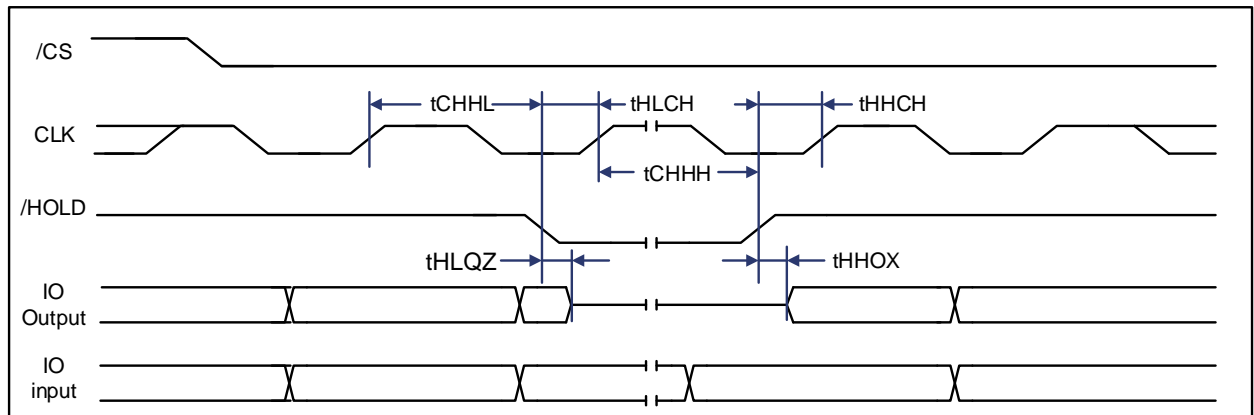 /CS
tCHHL
tHLCH
tHHCH
CLK
tCHHH
/HOLD
tHLQZ
tHHOX
IO
Output
IO
input